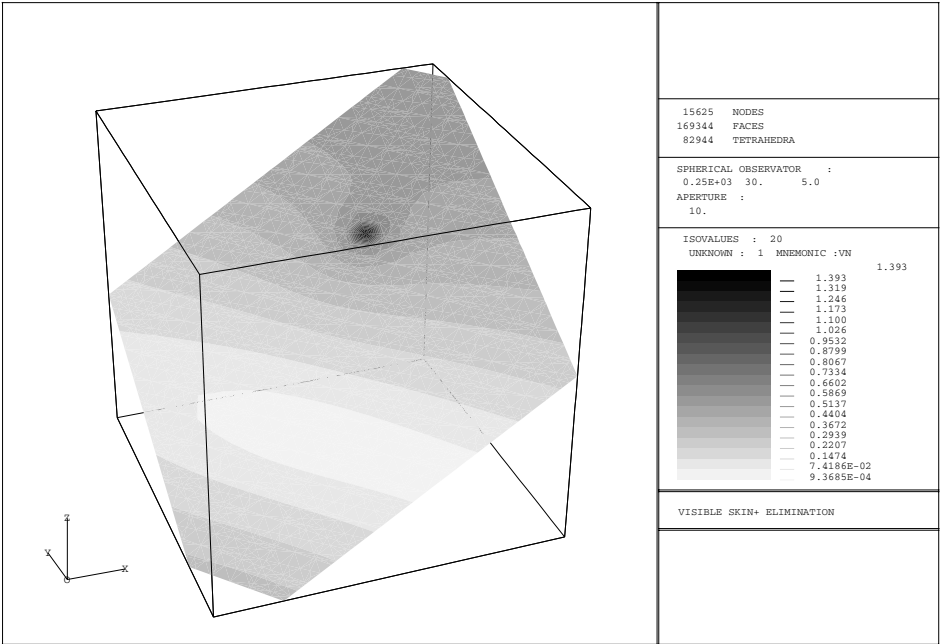 15625 NODES
169344 FACES
82944 TETRAHEDRA
SPHERICAL OBSERVATOR :
0.25E+03 30. 5.0
APERTURE :
10.
ISOVALUES : 20
UNKNOWN : 1 MNEMONIC :VN
1.393
1.393
1.319
1.246
1.173
1.100
1.026
0.9532
0.8799
0.8067
0.7334
0.6602
0.5869
0.5137
0.4404
0.3672
0.2939
0.2207
0.1474
7.4186E-02
9.3685E-04
VISIBLE SKIN+ ELIMINATION
Z
Y
X
O